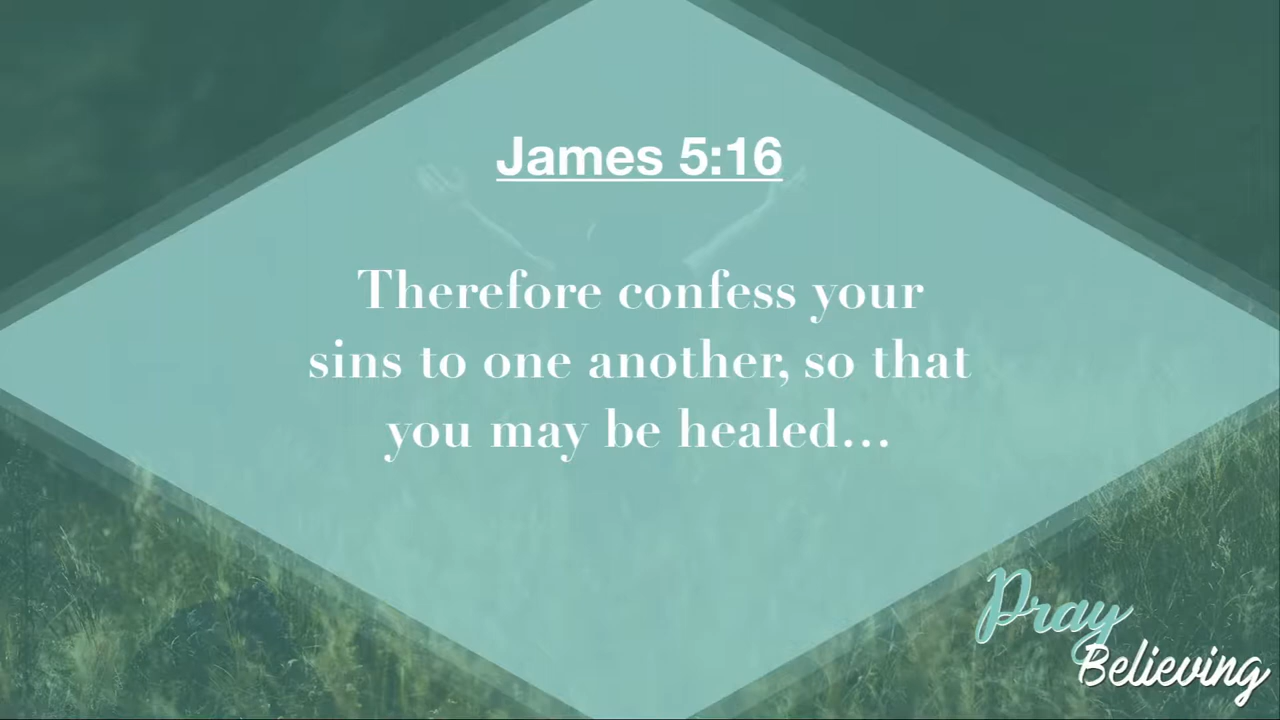 James 5:16
Therefore confess your
sins to one another, so that
you may be healed...
Pray
Believing